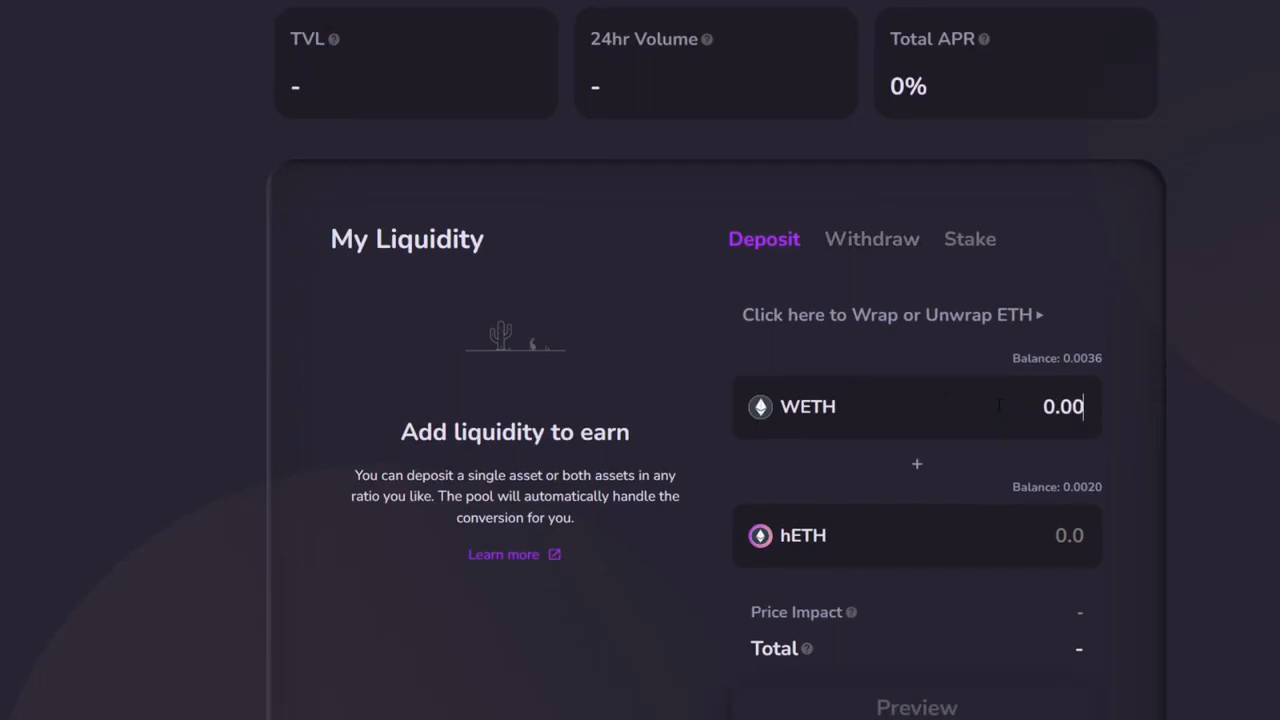 TVL
24hr Volume
Total APR
-
-
0%
My Liquidity
Deposit
Withdraw
Stake
Click here to Wrap or Unwrap ETH
Balance: 0.0036
WETH
0.00
+
Balance: 0.0020
hETH
0.0
Add liquidity to earn
You can deposit a single asset or both assets in any
ratio you like. The pool will automatically handle the
conversion for you.
Learn more
Price Impact
-
Total
-
Preview